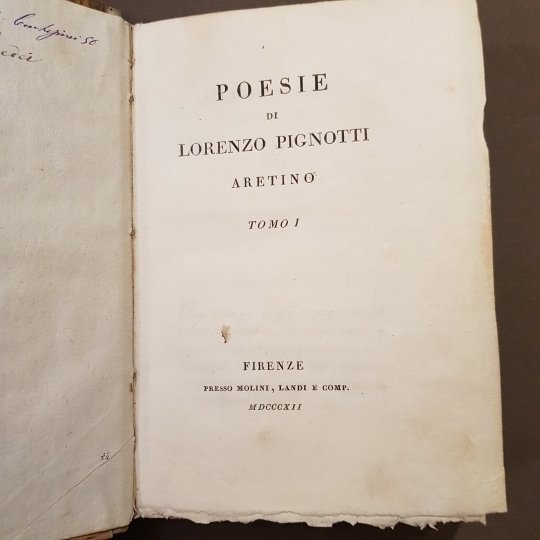 POESIE
DI
LORENZO PIGNOTTI
ARETINO
TOMO I
FIRENZE
PRESSO MOLINI, LANDI E COMP.
MDCCCXII